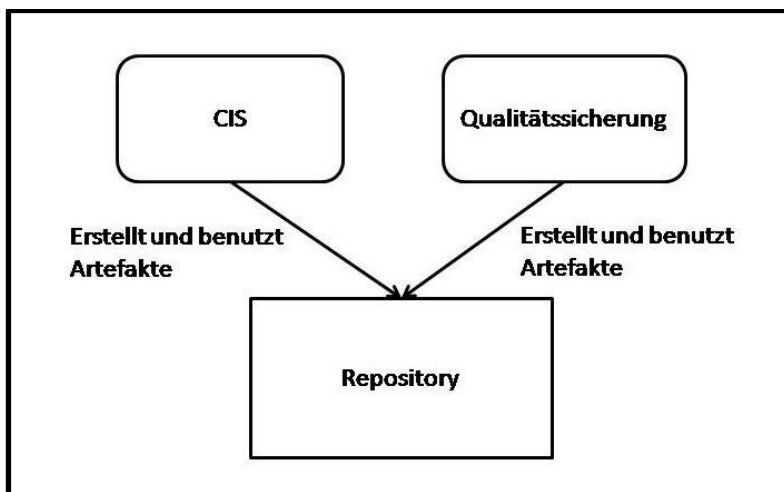 CIS
Qualitätssicherung
Erstellt und benutzt
Artefakte
Erstellt und benutzt
Artefakte
Repository